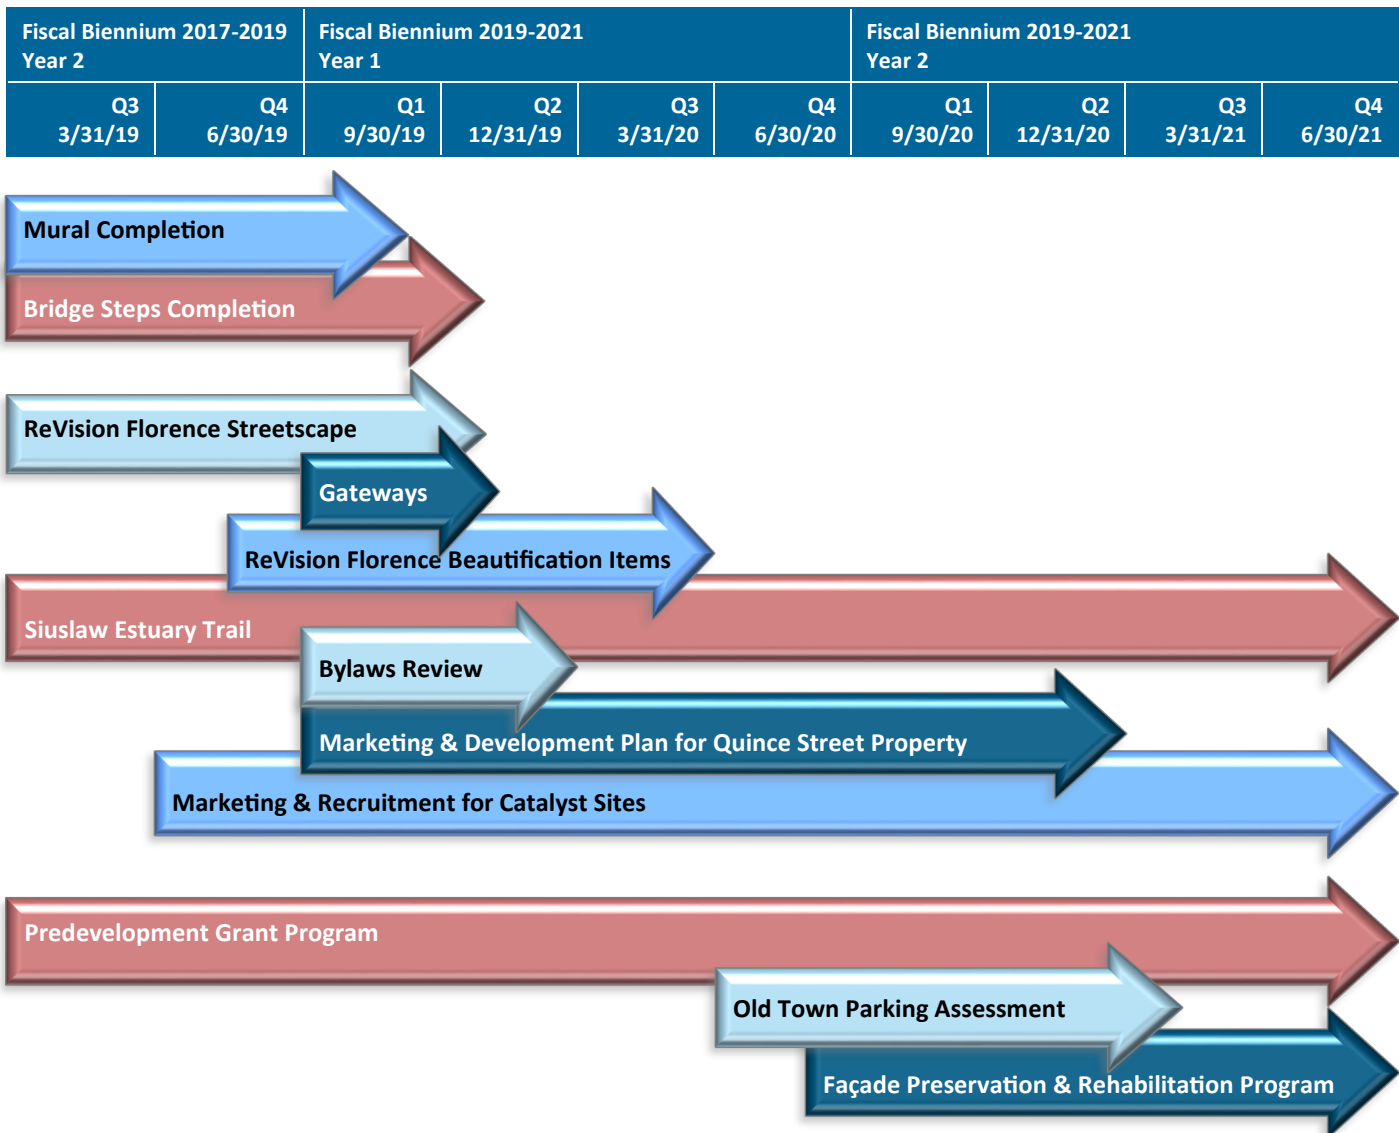 Fiscal Biennium 2017-2019
Year 2
Fiscal Biennium 2019-2021
Year 1
Fiscal Biennium 2019-2021
Year 2
Q3
3/31/19
Q4
6/30/19
Q1
9/30/19
Q2
12/31/19
Q3
3/31/20
Q4
6/30/20
Q1
9/30/20
Q2
12/31/20
Q3
3/31/21
Q4
6/30/21
Mural Completion
Bridge Steps Completion
ReVision Florence Streetscape
Gateways
ReVision Florence Beautification Items
Siuslaw Estuary Trail
Bylaws Review
Marketing & Development Plan for Quince Street Property
Marketing & Recruitment for Catalyst Sites
Predevelopment Grant Program
Old Town Parking Assessment
Façade Preservation & Rehabilitation Program